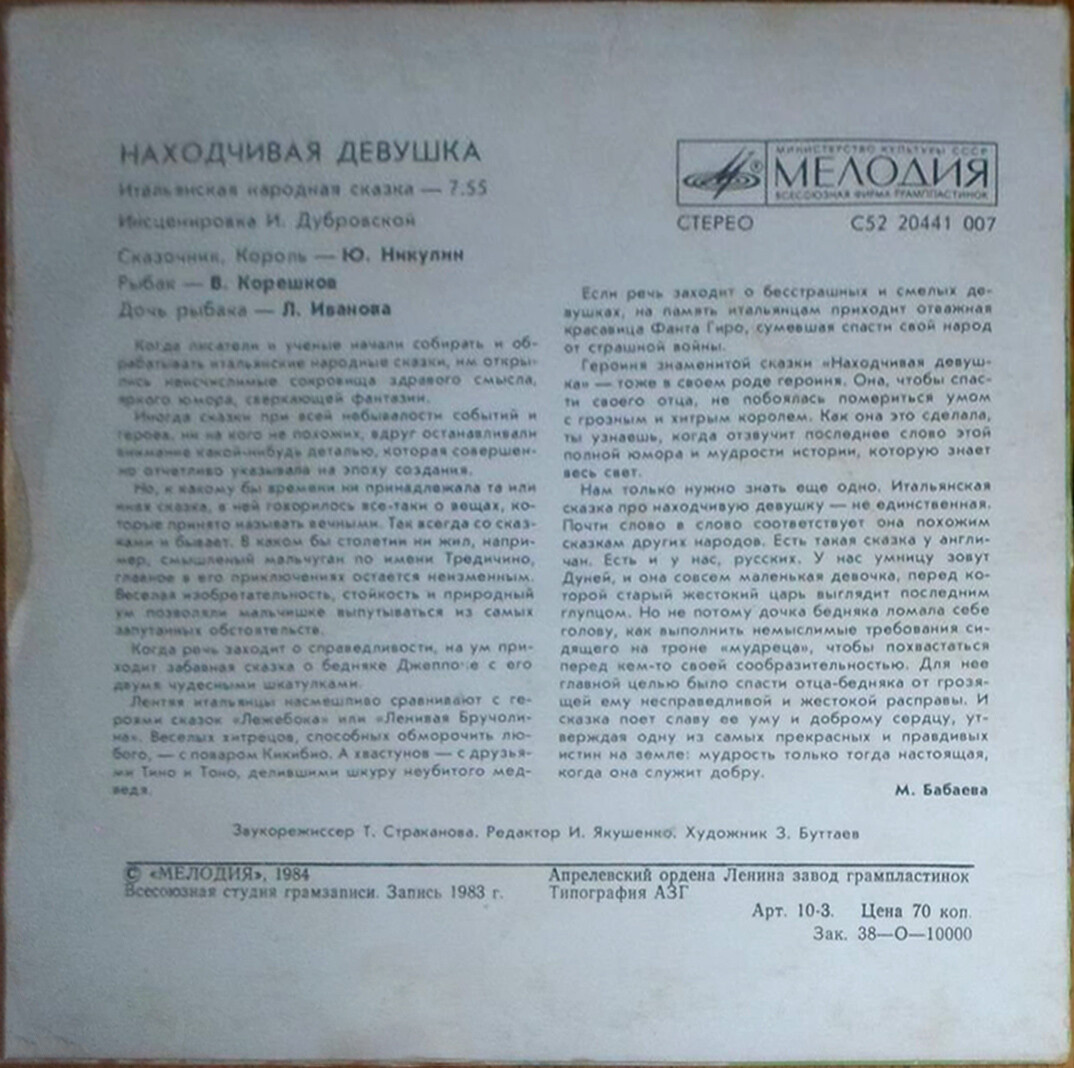 НАХОДЧИВАЯ ДЕВУШКА
Итальянская народная сказка — 7.55
Инсценировка И. Дубровской
Сказочник, Король — Ю. Никулин
Рыбак — В. Корешков
Дочь рыбака — Л. Иванова
Когда писатели и ученые начали собирать и об-
рабатывать итальянские народные сказки, им откры-
лись неисчислимые сокровища здравого смысла,
яркого юмора, сверкающей фантазии.
Иногда сказки при всей небывалости событий и
героев, ни на кого не похожих, вдруг останавливали
внимание какой-нибудь деталью, которая совершен-
но отчетливо указывала на эпоху создания.
Но, к какому бы времени ни принадлежала та или
иная сказка, в ней говорилось все-таки о вещах, ко-
торые принято называть вечными. Так всегда со сказ-
ками и бывает. В каком бы столетии ни жил, напри-
мер, смышленый мальчуган по имени Тредичино,
главное в его приключениях остается неизменным.
Веселая изобретательность, стойкость и природный
ум позволяли мальчишке выпутываться из самых
запутанных обстоятельств.
Когда речь заходит о справедливости, на ум при-
ходит забавная сказка о бедняке Джеппоне с его
двумя чудесными шкатулками.
Лентяя итальянцы насмешливо сравнивают с ге-
роями сказок «Лежебока» или «Ленивая Бручоли-
на». Веселых хитрецов, способных обморочить лю-
бого, — с поваром Кикибио. А хвастунов — с друзья-
ми Тино и Тоно, делившими шкуру неубитого мед-
ведя.
МИНИСТЕРСТВО КУЛЬТУРЫ СССР
МЕЛОДИЯ
ВСЕСОЮЗНАЯ ФИРМА ГРАМПЛАСТИНОК
СТЕРЕО С52 20441 007
Если речь заходит о бесстрашных и смелых де-
вушках, на память итальянцам приходит отважная
красавица Фанта Гиро, сумевшая спасти свой народ
от страшной войны.
Героиня знаменитой сказки «Находчивая девуш-
ка» — тоже в своем роде героиня. Она, чтобы спас-
ти своего отца, не побоялась помериться умом
с грозным и хитрым королем. Как она это сделала,
ты узнаешь, когда отзвучит последнее слово этой
полной юмора и мудрости истории, которую знает
весь свет.
Нам только нужно знать еще одно. Итальянская
сказка про находчивую девушку — не единственная.
Почти слово в слово соответствует она похожим
сказкам других народов. Есть такая сказка у англи-
чан. Есть и у нас, русских. У нас умницу зовут
Дуней, и она совсем маленькая девочка, перед ко-
торой старый жестокий царь выглядит последним
глупцом. Но не потому дочка бедняка ломала себе
голову, как выполнить немыслимые требования си-
дящего на троне «мудреца», чтобы похвастаться
перед кем-то своей сообразительностью. Для нее
главной целью было спасти отца-бедняка от грозя-
щей ему несправедливой и жестокой расправы. И
сказка поет славу ее уму и доброму сердцу, ут-
верждая одну из самых прекрасных и правдивых
истин на земле: мудрость только тогда настоящая,
когда она служит добру.
М. Бабаева
Звукорежиссер Т. Страканова. Редактор И. Якушенко. Художник З. Буттаев
© «МЕЛОДИЯ», 1984
Всесоюзная студия грамзаписи. Запись 1983 г.
Апрелевский ордена Ленина завод грампластинок
Типография АЗГ
Арт. 10-3. Цена 70 коп.
Зак. 38—О—10000